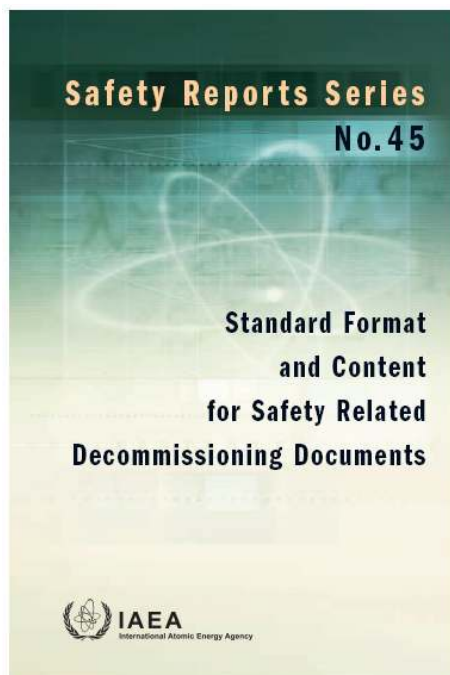 Safety Reports Series
No.45
Standard Format
and Content
for Safety Related
Decommissioning Documents
IAEA
International Atomic Energy Agency